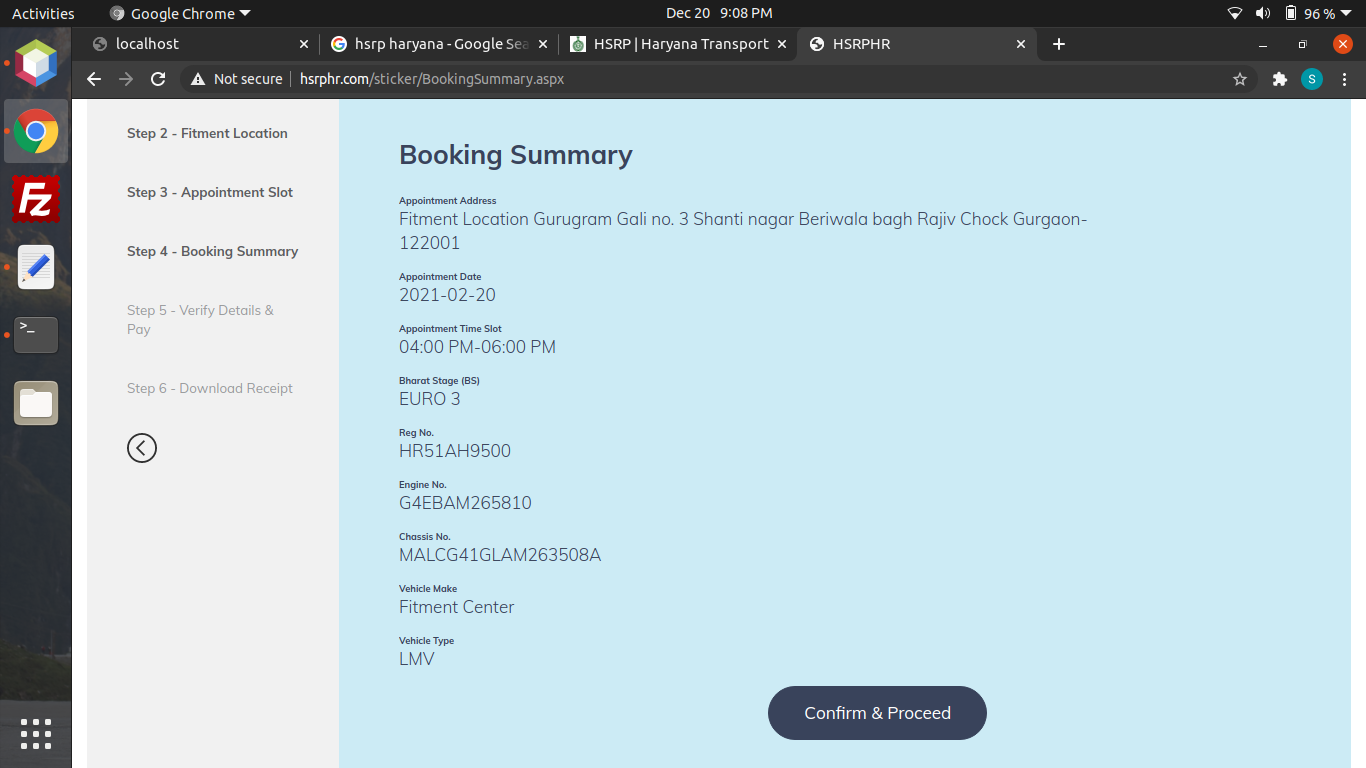 Activities
Google Chrome
Dec 20 9:08 PM
96 %
localhost
hsrp haryana - Google Sea
HSRP | Haryana Transport
HSRPHR
Not secure
hsrphr.com/sticker/BookingSummary.aspx
S
Step 2 - Fitment Location
Step 3 - Appointment Slot
Step 4 - Booking Summary
Step 5 - Verify Details &
Pay
Step 6 - Download Receipt
Booking Summary
Appointment Address
Fitment Location Gurugram Gali no. 3 Shanti nagar Beriwala bagh Rajiv Chock Gurgaon-
122001
Appointment Date
2021-02-20
Appointment Time Slot
04:00 PM-06:00 PM
Bharat Stage (BS)
EURO 3
Reg No.
HR51AH9500
Engine No.
G4EBAM265810
Chassis No.
MALCG41GLAM263508A
Vehicle Make
Fitment Center
Vehicle Type
LMV
Confirm & Proceed